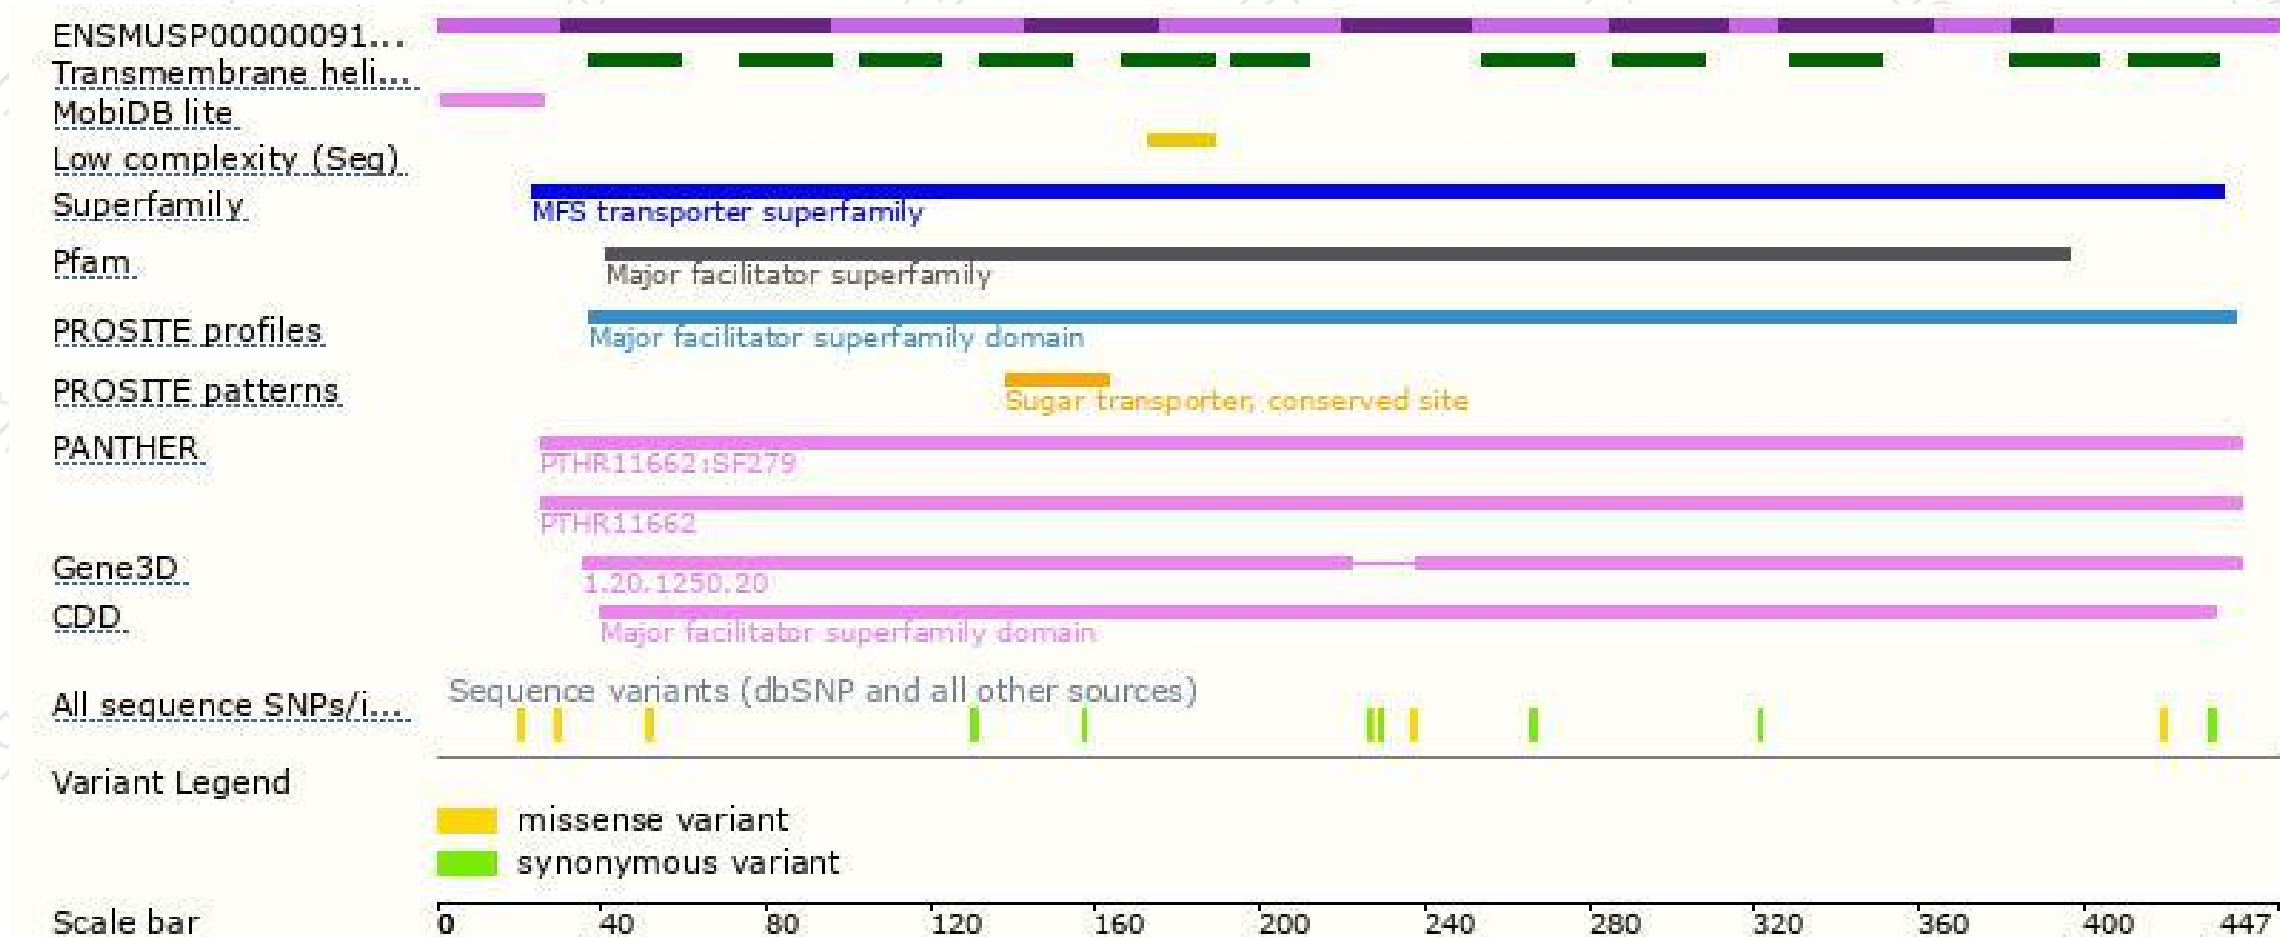 ENSMUSP00000091...
Transmembrane heli...
MobiDB lite
Low complexity (Seg)
Superfamily
MFS transporter superfamily
Pfam
Major facilitator superfamily
PROSITE profiles
Major facilitator superfamily domain
PROSITE patterns
Sugar transporter, conserved site
PANTHER
PTHR11662:SF279
PTHR11662
Gene3D
1.20.1250.20
CDD
Major facilitator superfamily domain
Sequence variants (dbSNP and all other sources)
All sequence SNPs/i...
Variant Legend
missense variant
synonymous variant
Scale bar 0 40 80 120 160 200 240 280 320 360 400 447